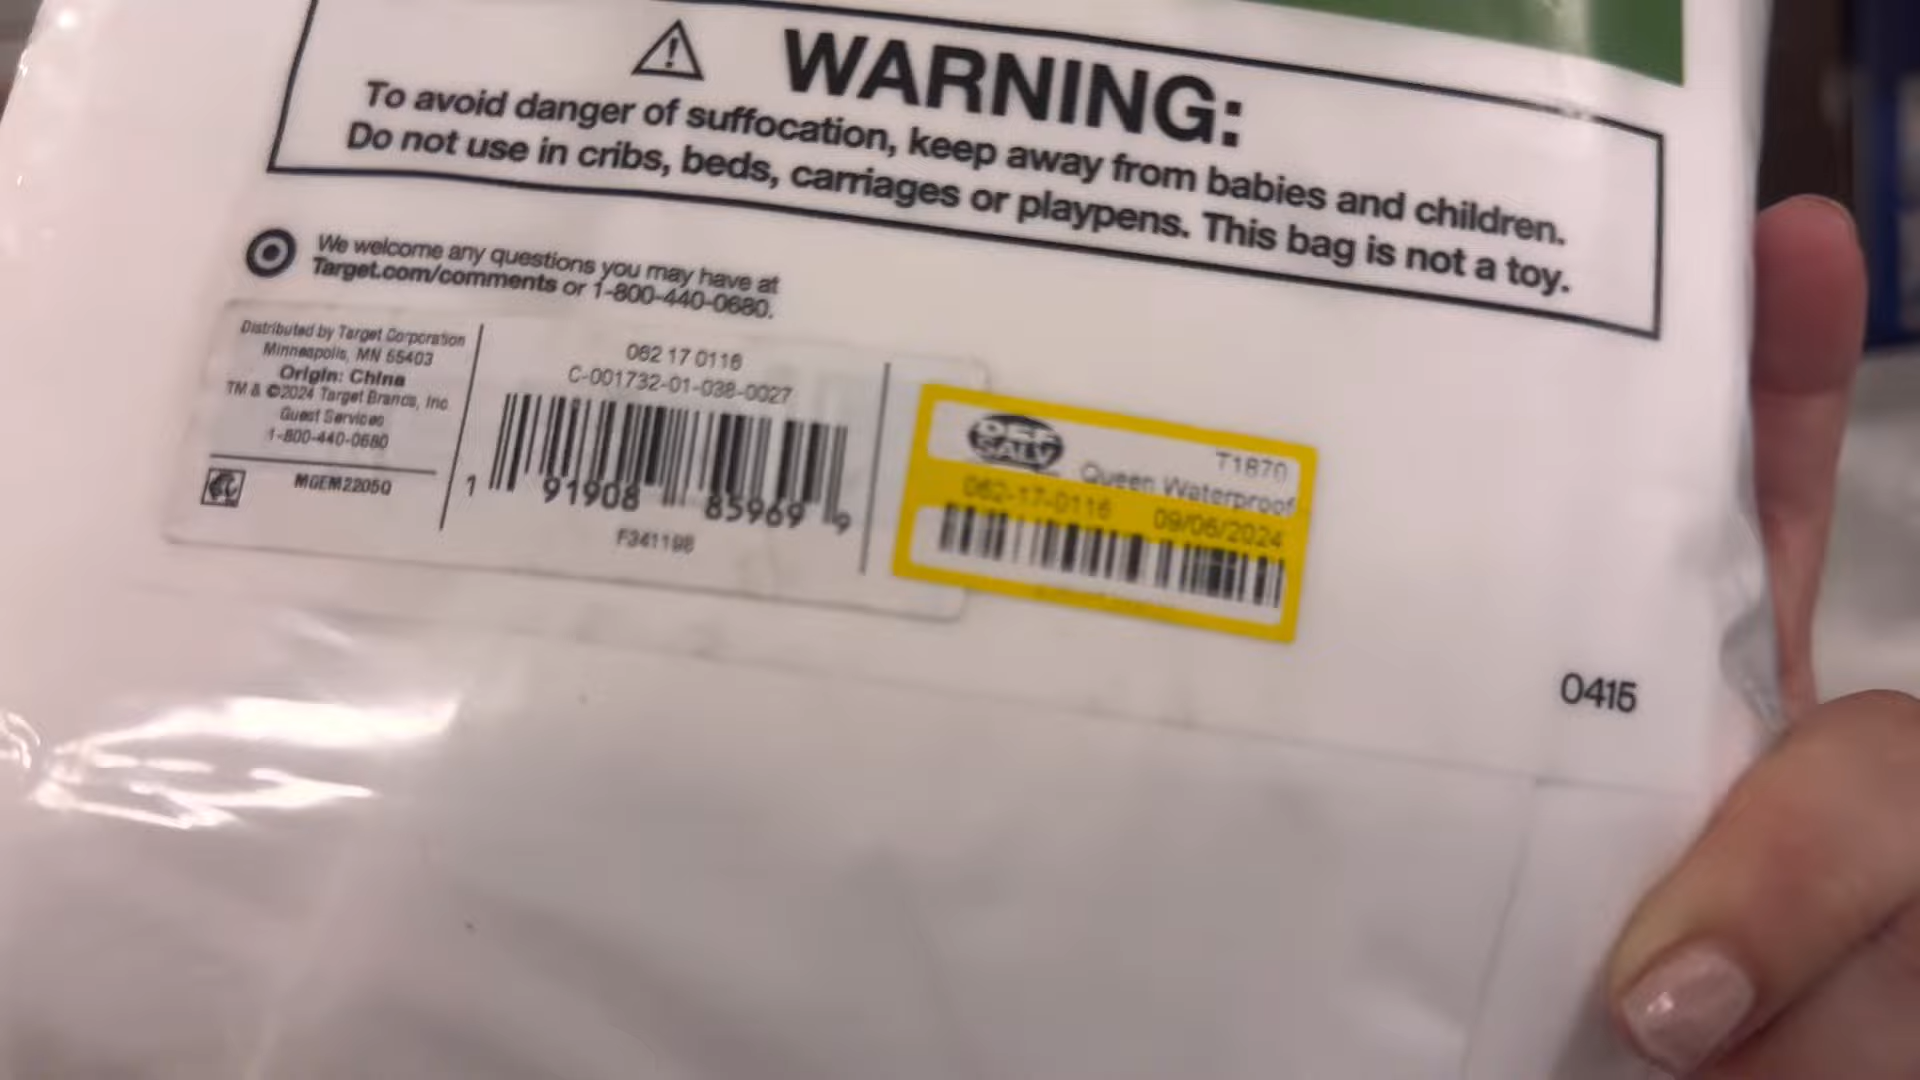 WARNING:
To avoid danger of suffocation, keep away from babies and children.
Do not use in cribs, beds, carriages or playpens. This bag is not a toy.
We welcome any questions you may have at
Target.com/comments or 1-800-440-0680.
Distributed by Target Corporation
Minneapolis, MN 55403
Origin: China
TM & ©2024 Target Brands, Inc
Guest Services
1-800-440-0680
MGEM2205Q
062 17 0116
C-001732-01-038-0027
1 91908 85969 9
F341198
SALV
T1870
Queen Waterproof
062-17-0116 09/06/2024
0415